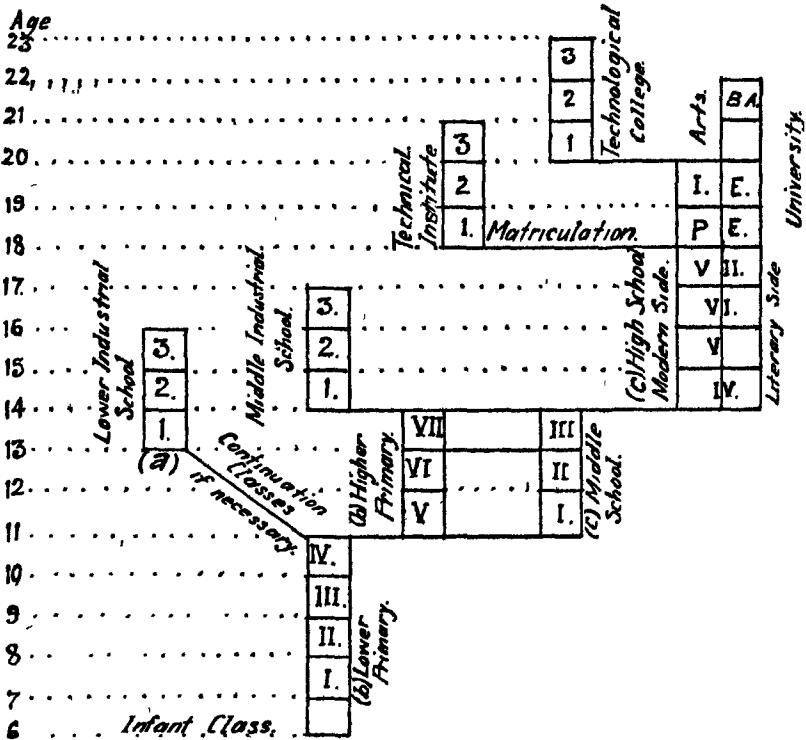 Age
23
22
21
20
19
18
17
16
15
14
13
12
11
10
9
8
7
6
3
2
1
Technological
College.
Arts.
B A.
University.
3
2
1.
Technical
Institute
Matriculation.
I. E.
P E.
V II.
V I.
V
I V.
(c) High School
Modern Side.
Literary Side
3.
2.
1.
Middle Industrial
School.
3.
2.
1.
Lower Industrial
School
(a)
Continuation
Classes
if necessary.
VII
VI
V
(b) Higher
Primary.
III
II
I.
(c) Middle
School.
IV.
III.
II.
I.
(b) Lower
Primary.
Infant Class.